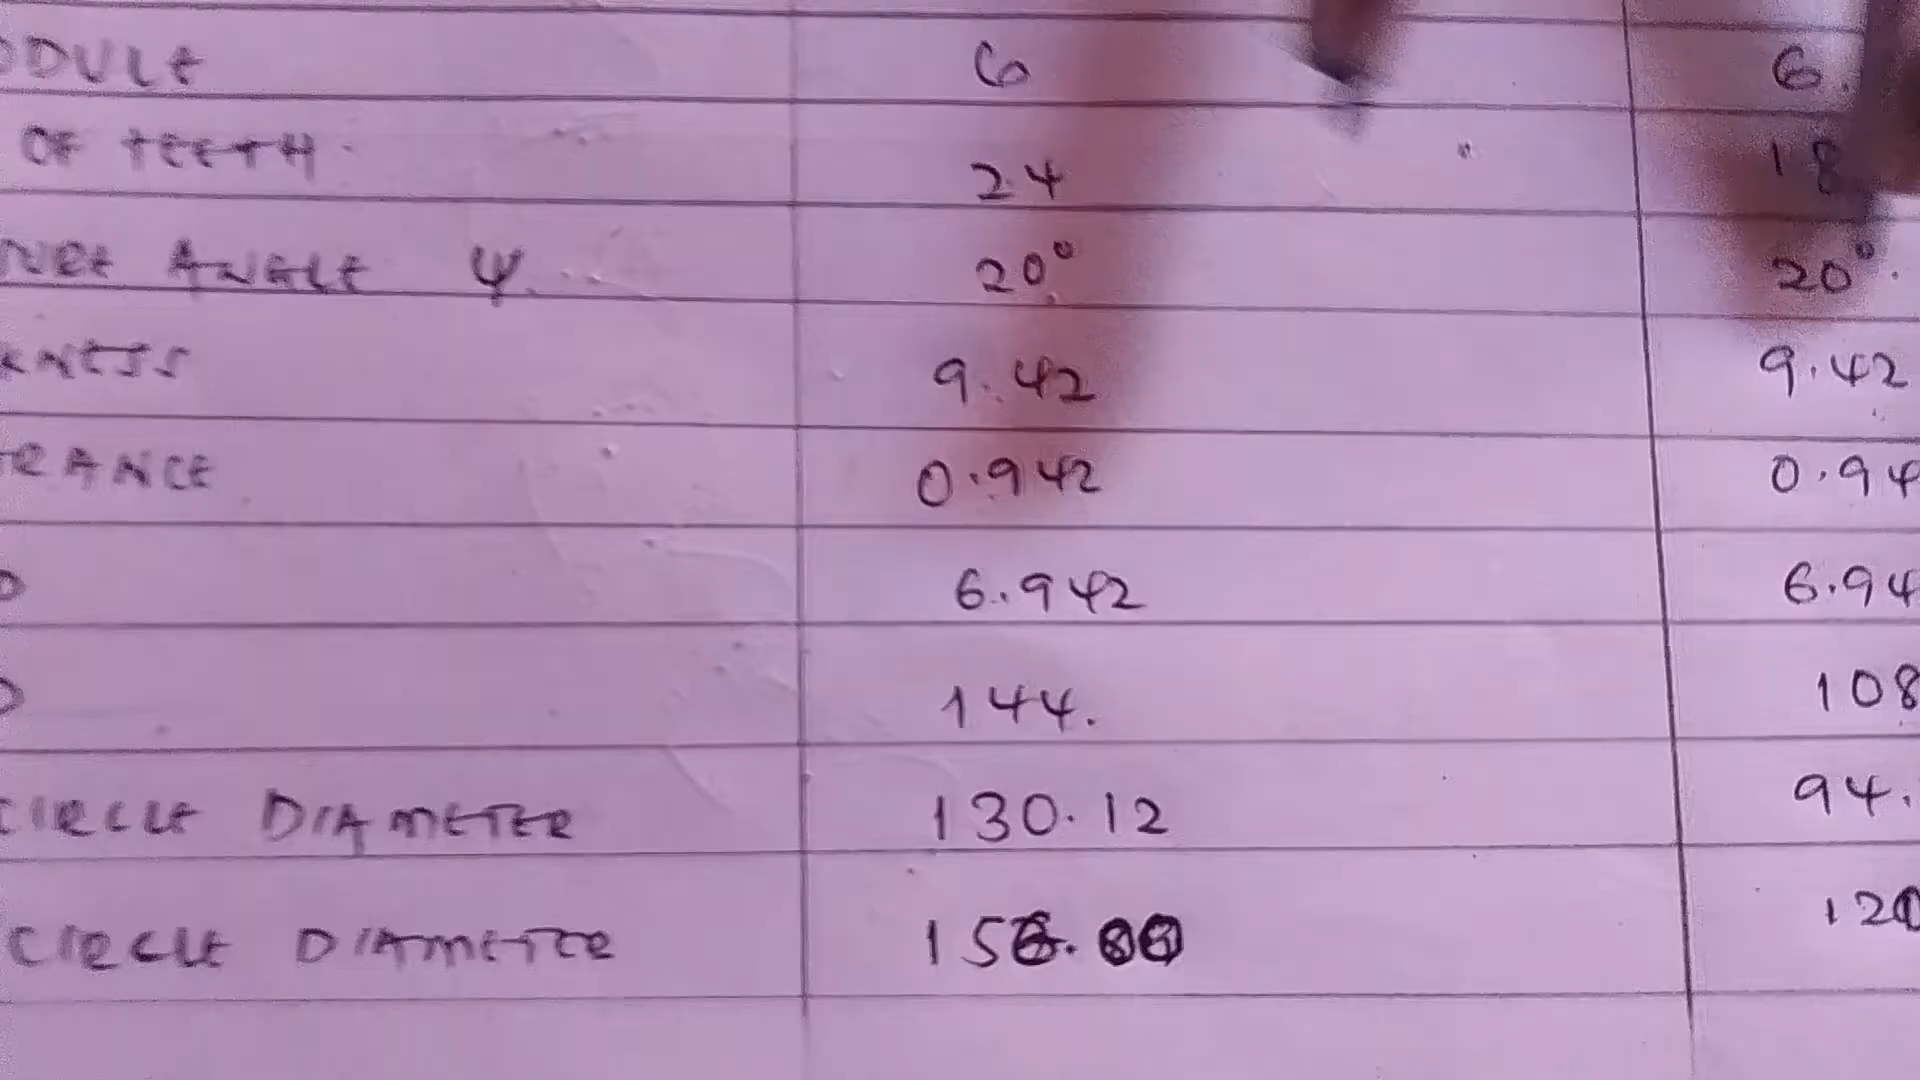 ODULE 6 6.
OF TEETH 24 18
ANGLE Ψ 20° 20°.
KNESS 9.42 9.42
RANCE 0.942 0.94
D 6.942 6.94
D 144. 108
CIRCLE DIAMETER 130.12 94.
CIRCLE DIAMETER 156.00 120